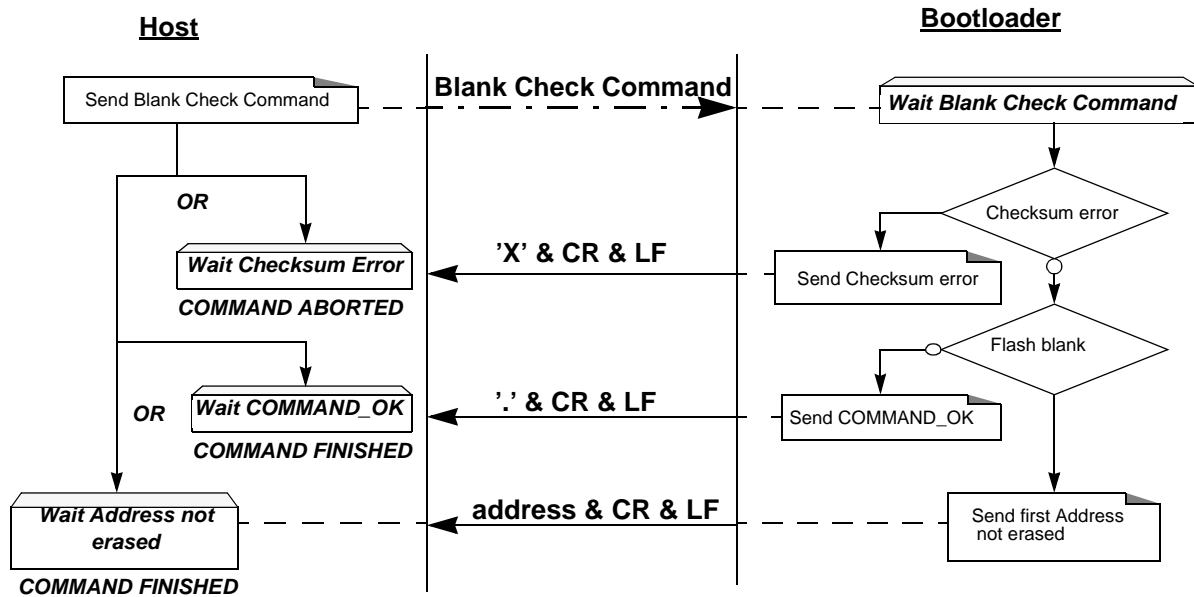 Host
Bootloader
Send Blank Check Command
Blank Check Command
Wait Blank Check Command
OR
Checksum error
Wait Checksum Error
'X' & CR & LF
Send Checksum error
COMMAND ABORTED
Flash blank
OR
Wait COMMAND_OK
'.' & CR & LF
Send COMMAND_OK
COMMAND FINISHED
Wait Address not
erased
address & CR & LF
Send first Address
not erased
COMMAND FINISHED